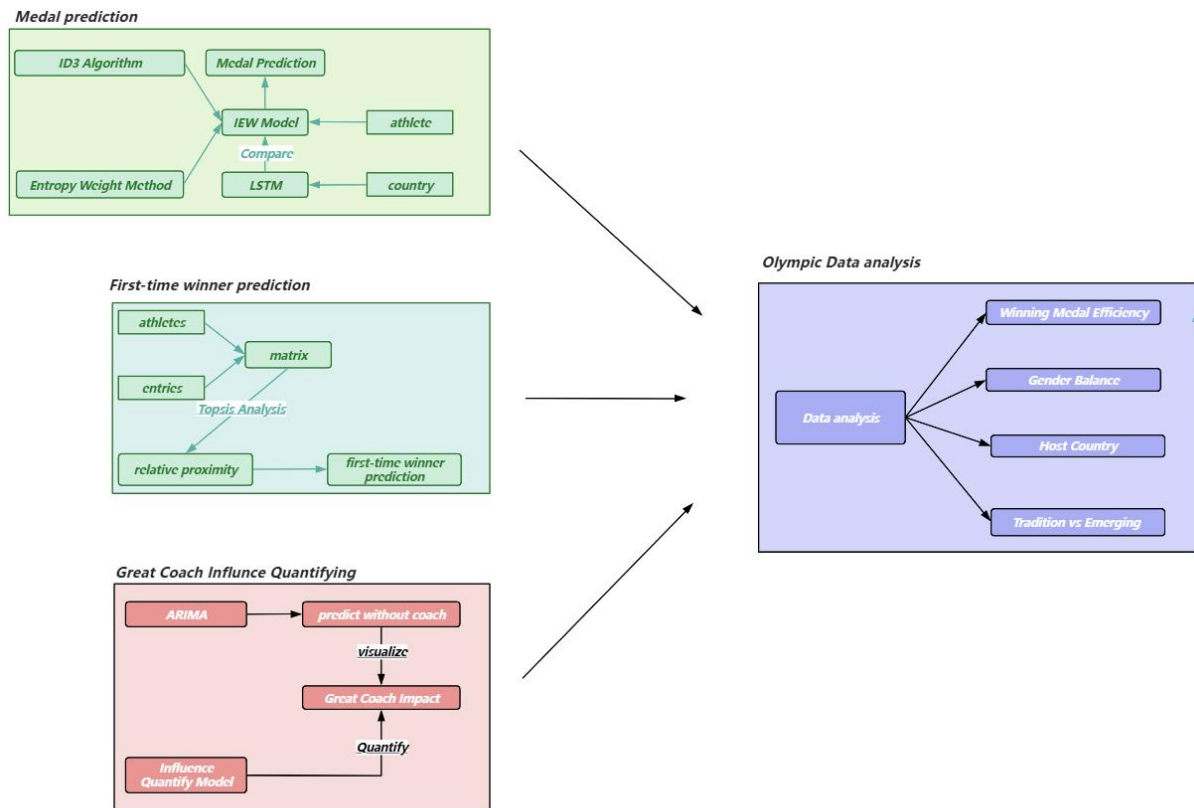 Medal prediction
ID3 Algorithm
Medal Prediction
IEW Model
athlete
Compare
Entropy Weight Method
LSTM
country
First-time winner prediction
athletes
matrix
entries
Topsis Analysis
relative proximity
first-time winner
prediction
Great Coach Influnce Quantifying
ARIMA
predict without coach
visualize
Great Coach Impact
Quantify
Influence
Quantify Model
Olympic Data analysis
Winning Medal Efficiency
Gender Balance
Data analysis
Host Country
Tradition vs Emerging